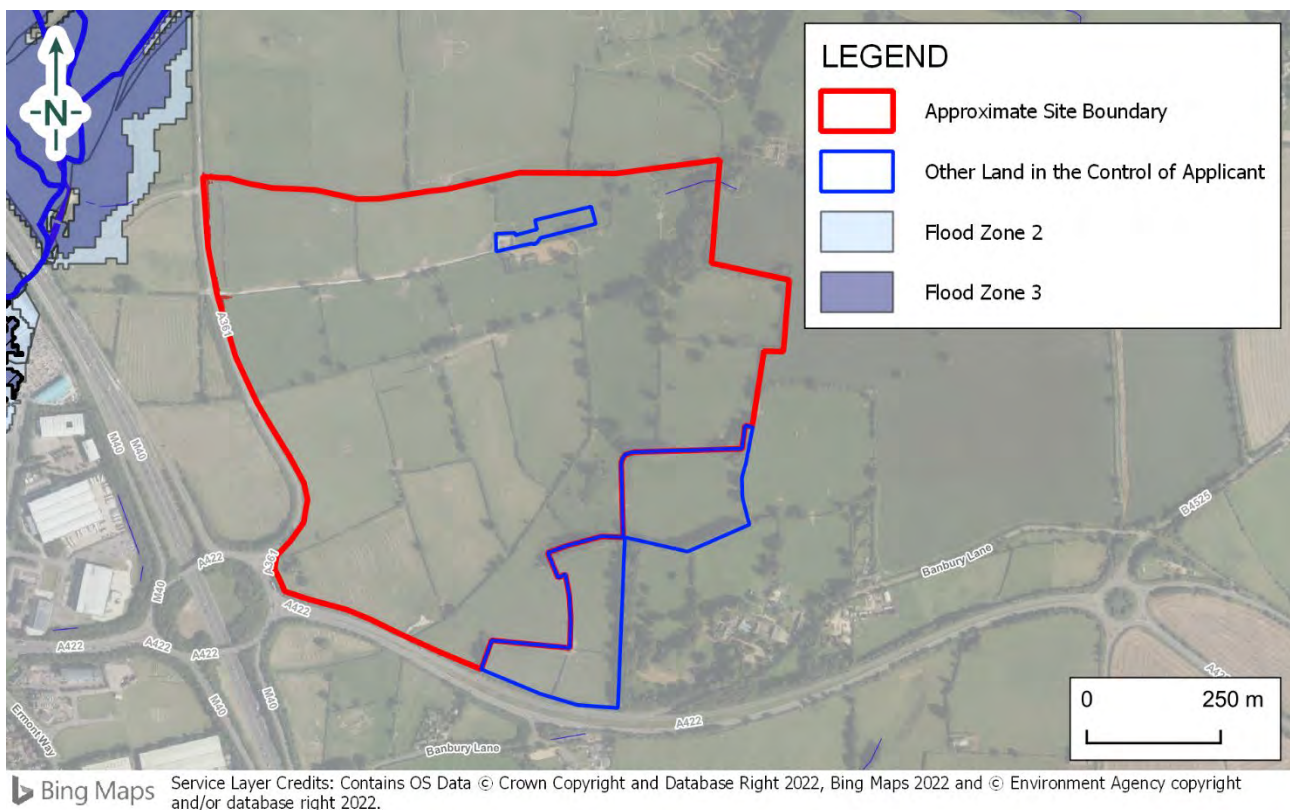 N
LEGEND
Approximate Site Boundary
Other Land in the Control of Applicant
Flood Zone 2
Flood Zone 3
A361
M40
M40
M40
M40
A422
A361
A422
A422
A422
A422
M40
M40
Ermont Way
Banbury Lane
A422
Banbury Lane
B4525
0 250 m
Bing Maps
Service Layer Credits: Contains OS Data © Crown Copyright and Database Right 2022, Bing Maps 2022 and © Environment Agency copyright
and/or database right 2022.